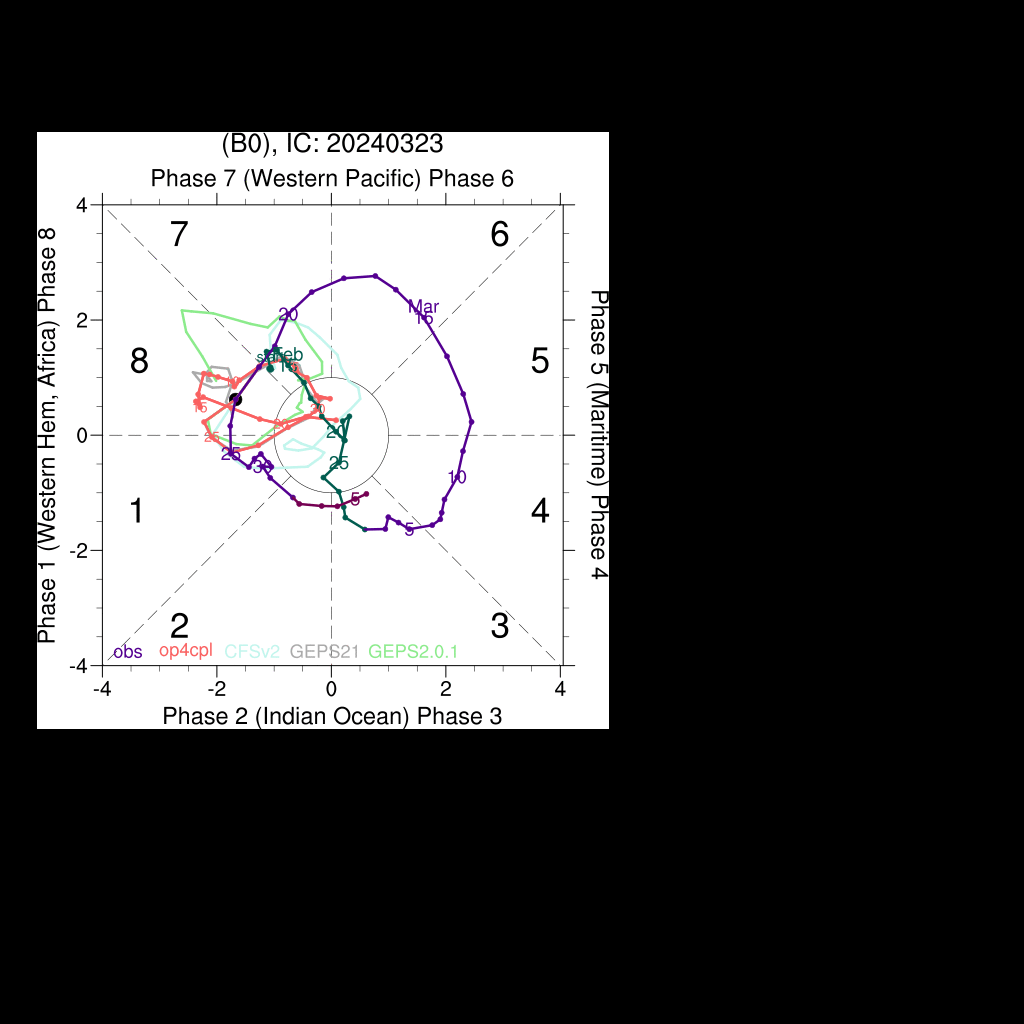 (B0), IC: 20240323
Phase 7 (Western Pacific) Phase 6
Phase 1 (Western Hem, Africa) Phase 8
Phase 5 (Maritime) Phase 4
4
2
0
-2
-4
7
6
8
5
1
4
2
3
20
Mar
15
Feb
15
20
25
25
10
5
5
15
25
30
obs op4cpl CFSv2 GEPS21 GEPS2.0.1
-4 -2 0 2 4
Phase 2 (Indian Ocean) Phase 3